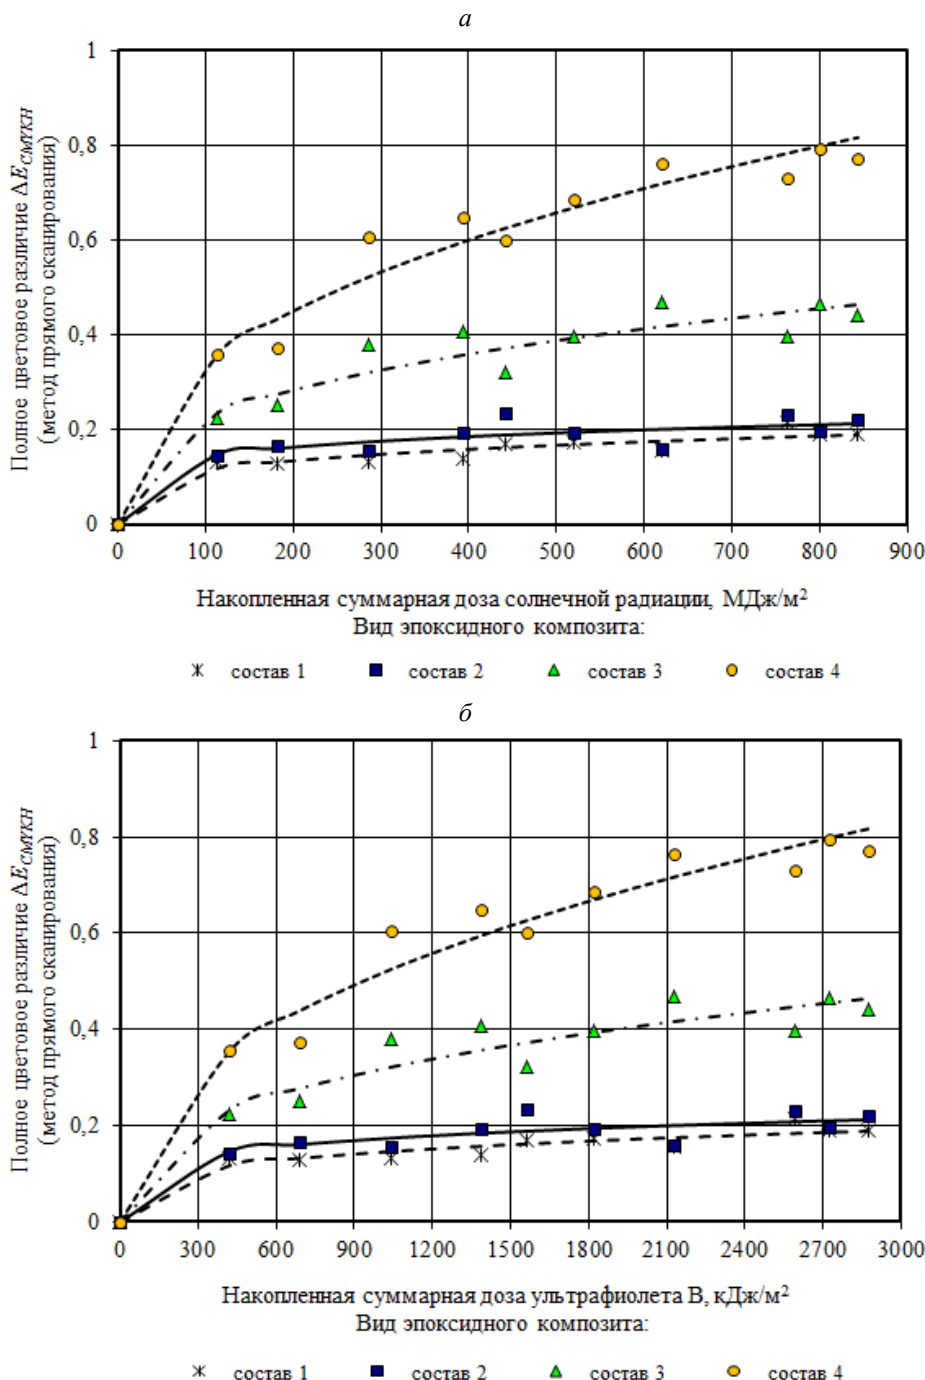 а
Полное цветовое различие ΔE_CMYKH
(метод прямого сканирования)
1
0,8
0,6
0,4
0,2
0
0 100 200 300 400 500 600 700 800 900
Накопленная суммарная доза солнечной радиации, МДж/м²
Вид эпоксидного композита:
состав 1 состав 2 состав 3 состав 4
б
Полное цветовое различие ΔE_CMYKH
(метод прямого сканирования)
1
0,8
0,6
0,4
0,2
0
0 300 600 900 1200 1500 1800 2100 2400 2700 3000
Накопленная суммарная доза ультрафиолета В, кДж/м²
Вид эпоксидного композита:
состав 1 состав 2 состав 3 состав 4